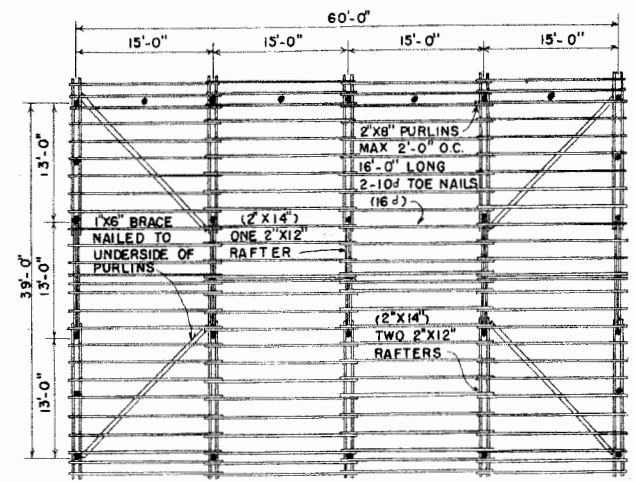 60'-0"
15'-0" 15'-0" 15'-0" 15'-0"
13'-0"
13'-0"
13'-0"
39'-0"
2"X8" PURLINS
MAX 2'-0" O.C.
16'-0" LONG
2-10d TOE NAILS
(16d)
1"X6" BRACE
NAILED TO
UNDERSIDE OF
PURLINS
(2"X14")
ONE 2"X12"
RAFTER
(2"X14")
TWO 2"X12"
RAFTERS